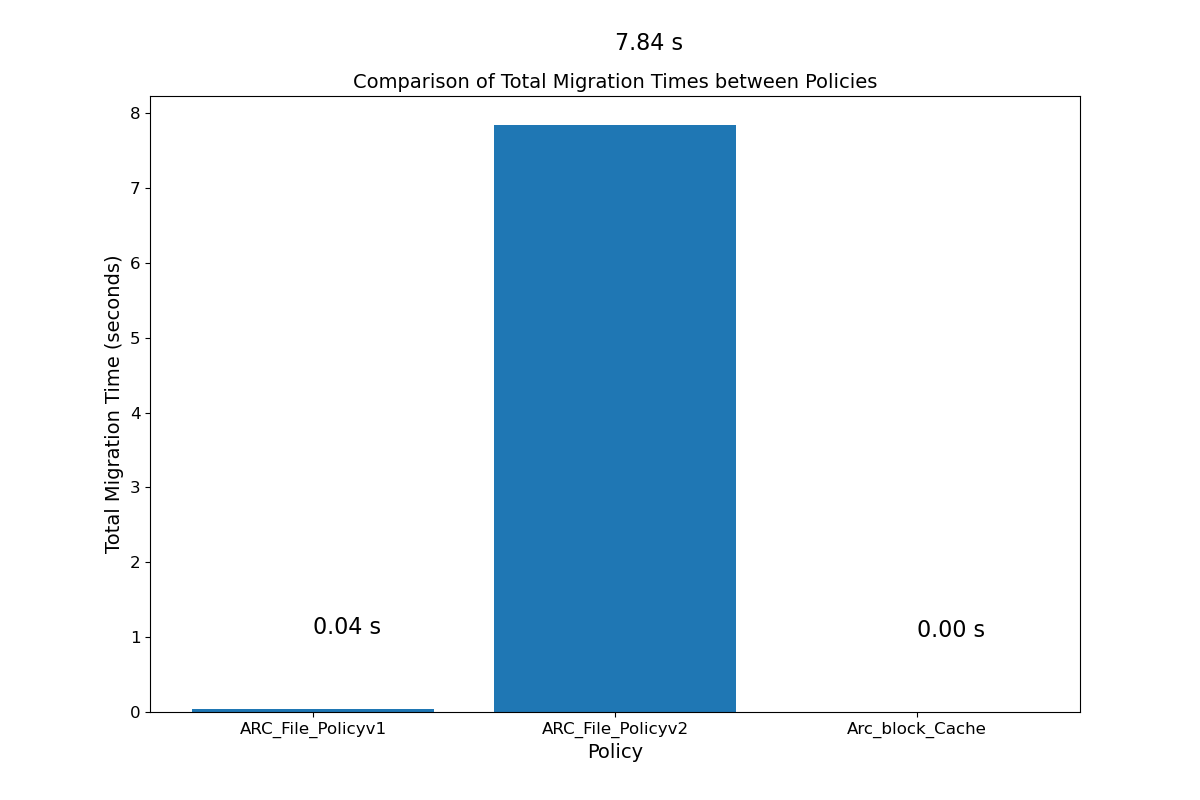 7.84 s
Comparison of Total Migration Times between Policies
Total Migration Time (seconds)
8
7
6
5
4
3
2
1
0
0.04 s
0.00 s
ARC_File_Policyv1
ARC_File_Policyv2
Arc_block_Cache
Policy